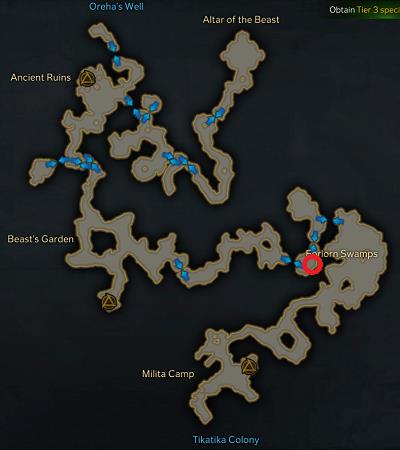 Oreha's Well
Obtain Tier 3 speci
Altar of the Beast
Ancient Ruins
Beast's Garden
Forlorn Swamps
Milita Camp
Tikatika Colony